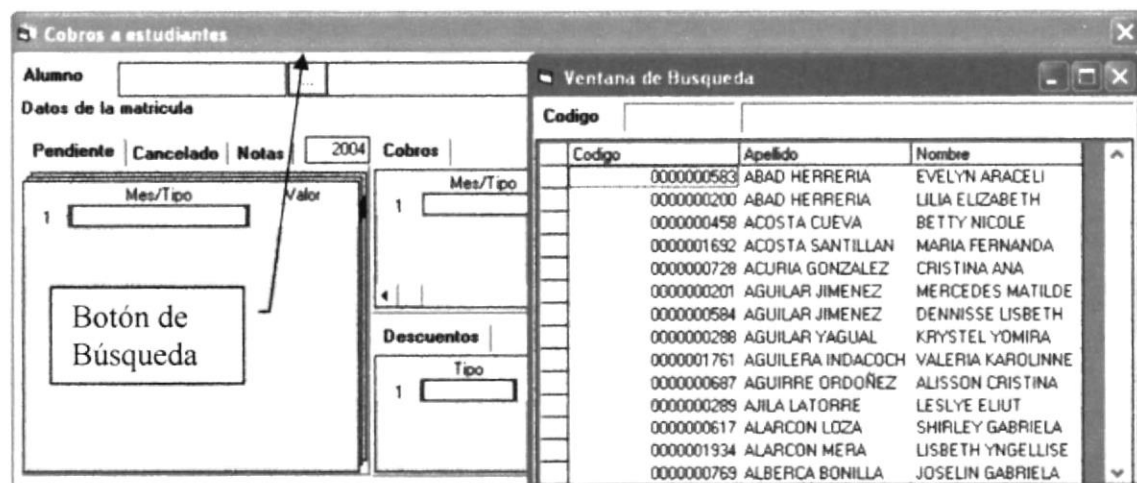 Cobros a estudiantes
Alumno ...
Datos de la matricula
Pendiente Cancelado Notas 2004 Cobros
Mes/Tipo Valor
1
Mes/Tipo
1
Botón de
Búsqueda
Descuentos
Tipo
1
Ventana de Busqueda
Codigo
Codigo Apellido Nombre
0000000583 ABAD HERRERIA EVELYN ARACELI
0000000200 ABAD HERRERIA LILIA ELIZABETH
0000000458 ACOSTA CUEVA BETTY NICOLE
0000001692 ACOSTA SANTILLAN MARIA FERNANDA
0000000728 ACURIA GONZALEZ CRISTINA ANA
0000000201 AGUILAR JIMENEZ MERCEDES MATILDE
0000000584 AGUILAR JIMENEZ DENNISSE LISBETH
0000000288 AGUILAR YAGUAL KRYSTEL YOMIRA
0000001761 AGUILERA INDACOCH VALERIA KAROLINNE
0000000687 AGUIRRE ORDOÑEZ ALISSON CRISTINA
0000000289 AJILA LATORRE LESLYE ELIUT
0000000617 ALARCON LOZA SHIRLEY GABRIELA
0000001934 ALARCON MERA LISBETH YNGELLISE
0000000769 ALBERCA BONILLA JOSELIN GABRIELA